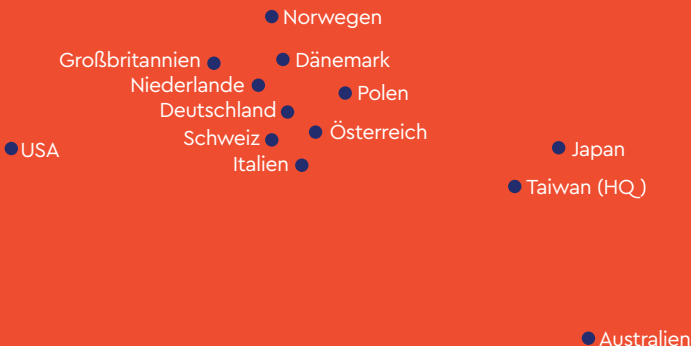 Norwegen
Großbritannien
Dänemark
Niederlande
Polen
Deutschland
Österreich
Schweiz
USA
Italien
Japan
Taiwan (HQ)
Australien